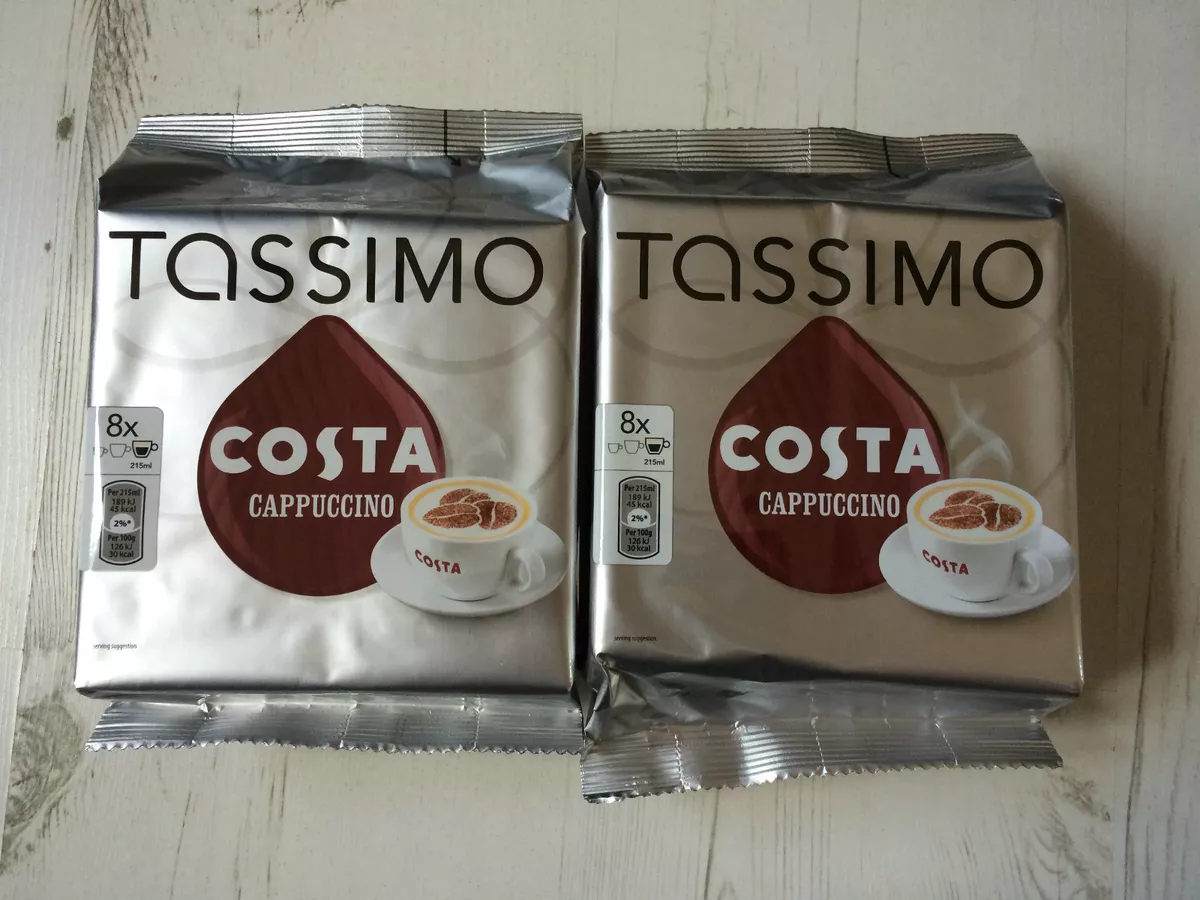 TASSIMO
COSTA
CAPPUCCINO
8x
215ml
Per 215ml
189 kJ
45 kcal
2%*
Per 100g
126 kJ
30 kcal
COSTA
serving suggestion
TASSIMO
COSTA
CAPPUCCINO
8x
215ml
Per 215ml
189 kJ
45 kcal
2%*
Per 100g
126 kJ
30 kcal
COSTA
serving suggestion